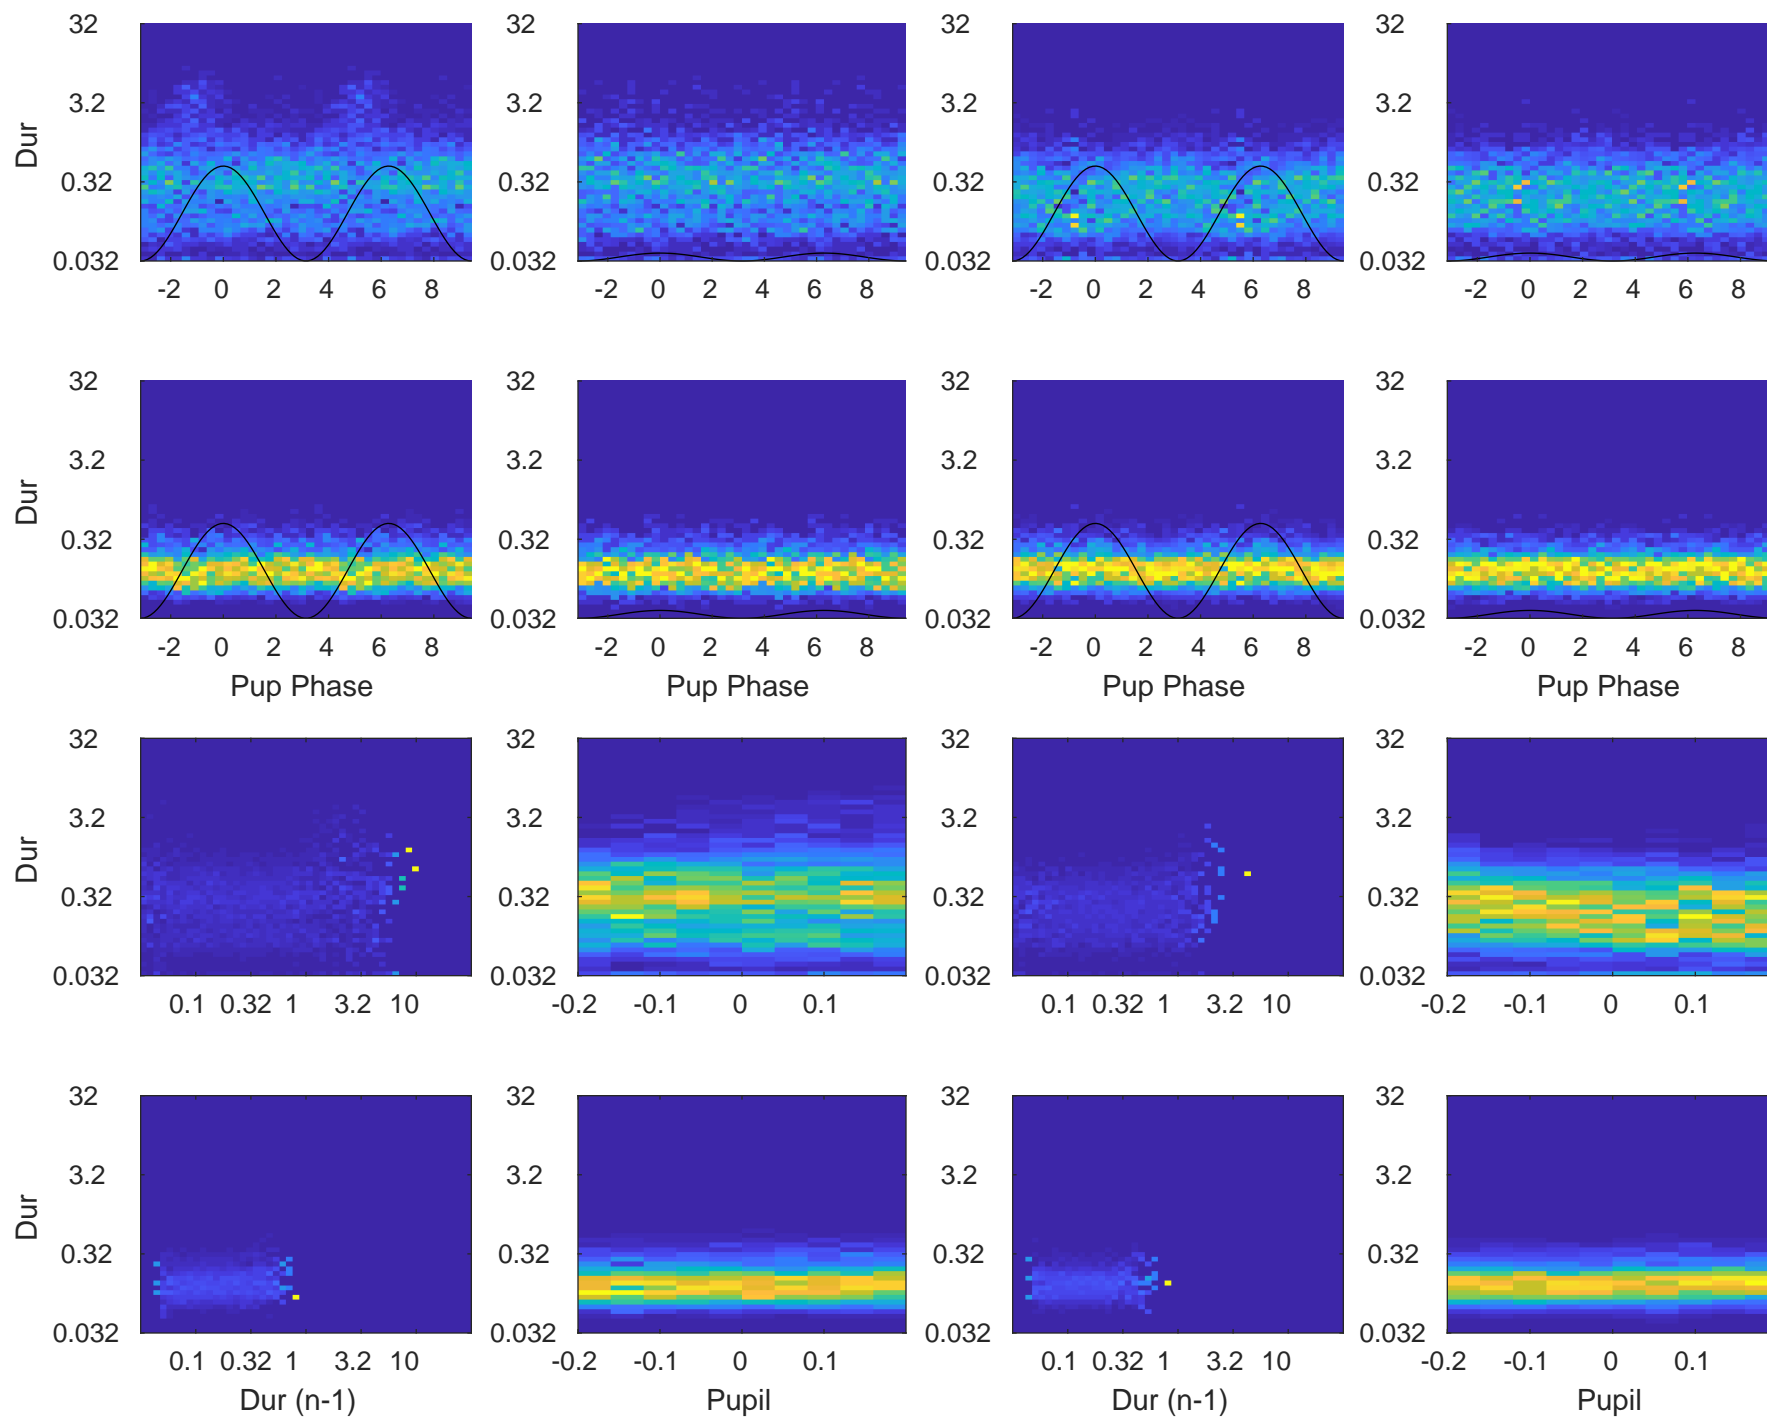 32 32 32 32
3.2 3.2 3.2 3.2
Dur
0.32 0.32 0.32 0.32
0.032 0.032 0.032 0.032
-2 0 2 4 6 8 -2 0 2 4 6 8 -2 0 2 4 6 8 -2 0 2 4 6 8
32 32 32 32
3.2 3.2 3.2 3.2
Dur
0.32 0.32 0.32 0.32
0.032 0.032 0.032 0.032
-2 0 2 4 6 8 -2 0 2 4 6 8 -2 0 2 4 6 8 -2 0 2 4 6 8
Pup Phase Pup Phase Pup Phase Pup Phase
32 32 32 32
3.2 3.2 3.2 3.2
Dur
0.32 0.32 0.32 0.32
0.032 0.032 0.032 0.032
0.1 0.32 1 3.2 10 -0.2 -0.1 0 0.1 0.1 0.32 1 3.2 10 -0.2 -0.1 0 0.1
32 32 32 32
3.2 3.2 3.2 3.2
Dur
0.32 0.32 0.32 0.32
0.032 0.032 0.032 0.032
0.1 0.32 1 3.2 10 -0.2 -0.1 0 0.1 0.1 0.32 1 3.2 10 -0.2 -0.1 0 0.1
Dur (n-1) Pupil Dur (n-1) Pupil